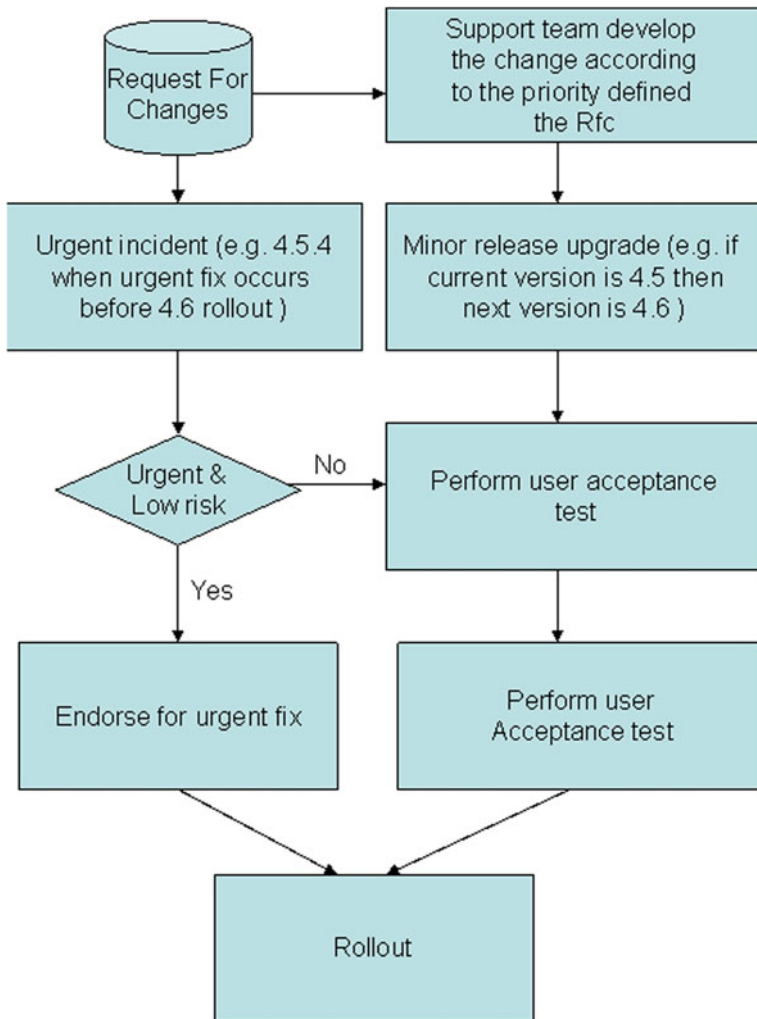 Request For
Changes
Support team develop
the change according
to the priority defined
the Rfc
Urgent incident (e.g. 4.5.4
when urgent fix occurs
before 4.6 rollout )
Minor release upgrade (e.g. if
current version is 4.5 then
next version is 4.6 )
Urgent &
Low risk
No
Perform user acceptance
test
Yes
Endorse for urgent fix
Perform user
Acceptance test
Rollout